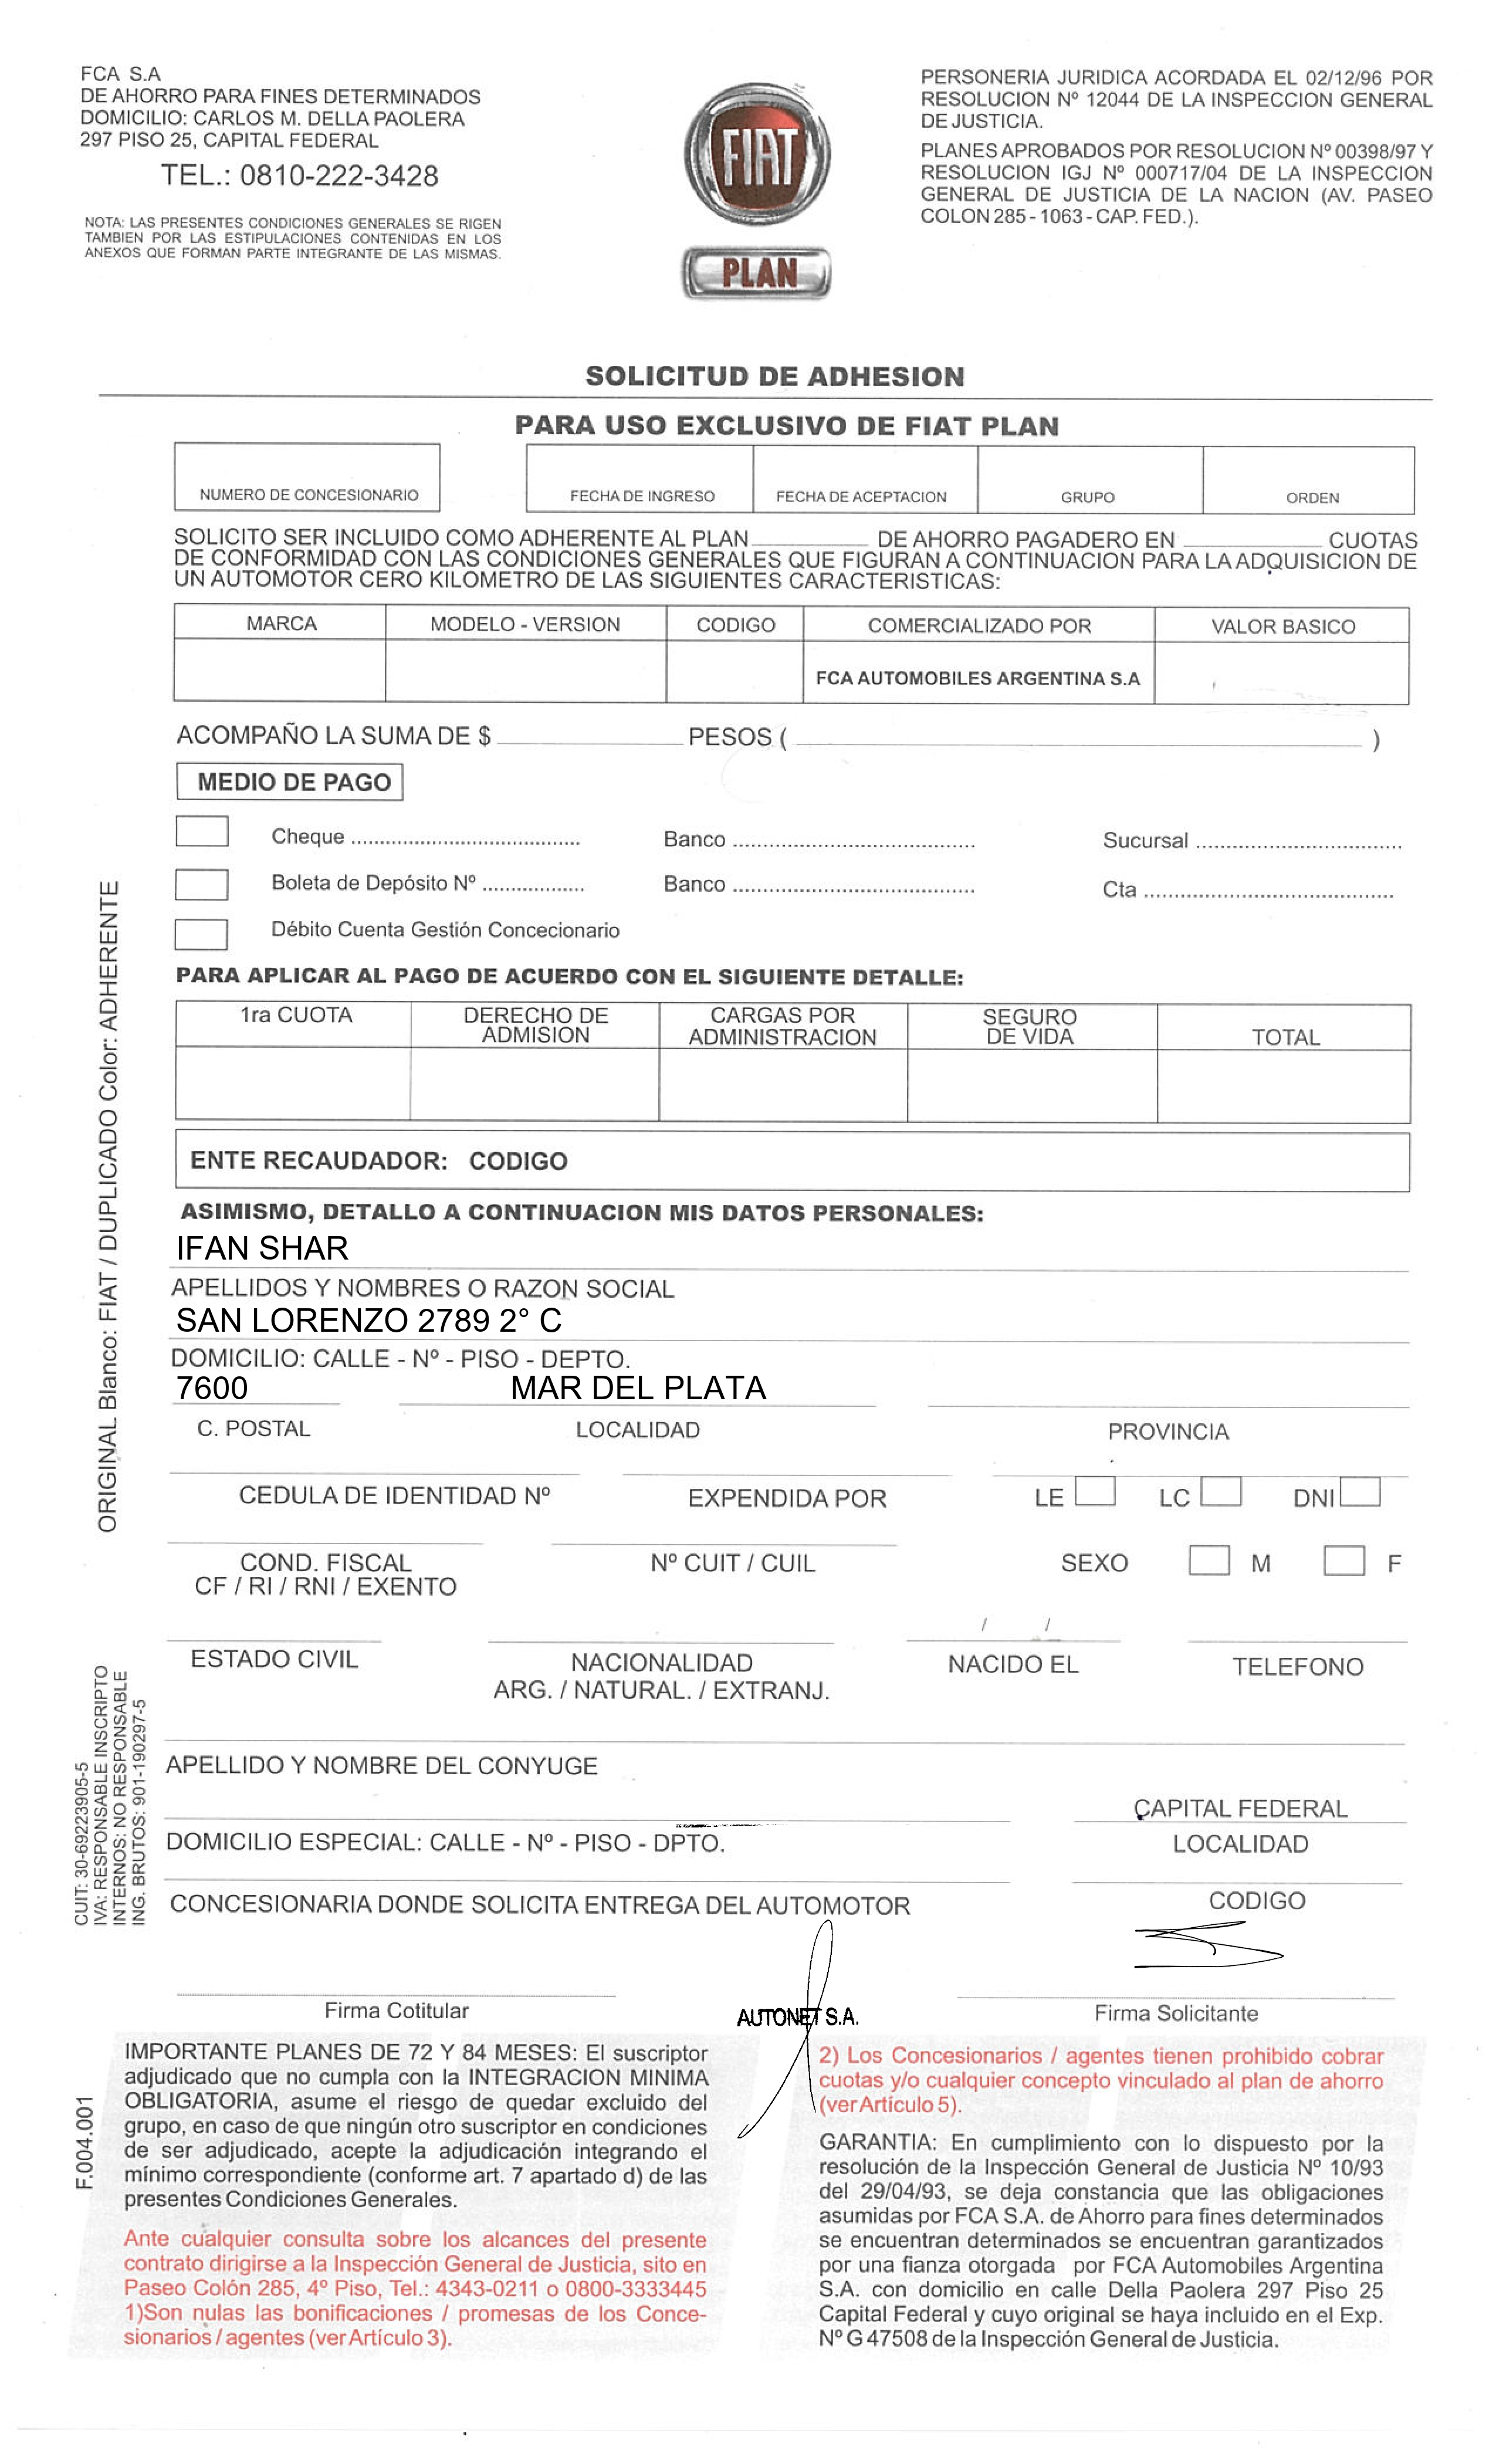 FCA S.A
DE AHORRO PARA FINES DETERMINADOS
DOMICILIO: CARLOS M. DELLA PAOLERA
297 PISO 25, CAPITAL FEDERAL
TEL.: 0810-222-3428
NOTA: LAS PRESENTES CONDICIONES GENERALES SE RIGEN
TAMBIEN POR LAS ESTIPULACIONES CONTENIDAS EN LOS
ANEXOS QUE FORMAN PARTE INTEGRANTE DE LAS MISMAS.
FIAT
PLAN
PERSONERIA JURIDICA ACORDADA EL 02/12/96 POR
RESOLUCION Nº 12044 DE LA INSPECCION GENERAL
DE JUSTICIA.
PLANES APROBADOS POR RESOLUCION Nº 00398/97 Y
RESOLUCION IGJ Nº 000717/04 DE LA INSPECCION
GENERAL DE JUSTICIA DE LA NACION (AV. PASEO
COLON 285 - 1063 - CAP. FED.).
SOLICITUD DE ADHESION
PARA USO EXCLUSIVO DE FIAT PLAN
NUMERO DE CONCESIONARIO FECHA DE INGRESO FECHA DE ACEPTACION GRUPO ORDEN
SOLICITO SER INCLUIDO COMO ADHERENTE AL PLAN__________ DE AHORRO PAGADERO EN ____________ CUOTAS
DE CONFORMIDAD CON LAS CONDICIONES GENERALES QUE FIGURAN A CONTINUACION PARA LA ADQUISICION DE
UN AUTOMOTOR CERO KILOMETRO DE LAS SIGUIENTES CARACTERISTICAS:
MARCA MODELO - VERSION CODIGO COMERCIALIZADO POR VALOR BASICO
FCA AUTOMOBILES ARGENTINA S.A
ACOMPAÑO LA SUMA DE $ ________________ PESOS ( ________________________________________ )
MEDIO DE PAGO
Cheque ...................................... Banco ........................................ Sucursal ..................................
Boleta de Depósito Nº ................. Banco ........................................ Cta .........................................
Débito Cuenta Gestión Concecionario
PARA APLICAR AL PAGO DE ACUERDO CON EL SIGUIENTE DETALLE:
1ra CUOTA DERECHO DE ADMISION CARGAS POR ADMINISTRACION SEGURO DE VIDA TOTAL
ENTE RECAUDADOR: CODIGO
ASIMISMO, DETALLO A CONTINUACION MIS DATOS PERSONALES:
IFAN SHAR
APELLIDOS Y NOMBRES O RAZON SOCIAL
SAN LORENZO 2789 2° C
DOMICILIO: CALLE - Nº - PISO - DEPTO.
7600 MAR DEL PLATA
C. POSTAL LOCALIDAD PROVINCIA
CEDULA DE IDENTIDAD Nº EXPENDIDA POR LE LC DNI
COND. FISCAL Nº CUIT / CUIL SEXO M F
CF / RI / RNI / EXENTO
/ /
ESTADO CIVIL NACIONALIDAD NACIDO EL TELEFONO
ARG. / NATURAL. / EXTRANJ.
APELLIDO Y NOMBRE DEL CONYUGE
CAPITAL FEDERAL
DOMICILIO ESPECIAL: CALLE - Nº - PISO - DPTO. LOCALIDAD
CONCESIONARIA DONDE SOLICITA ENTREGA DEL AUTOMOTOR CODIGO
Firma Cotitular AUTONET S.A. Firma Solicitante
IMPORTANTE PLANES DE 72 Y 84 MESES: El suscriptor
adjudicado que no cumpla con la INTEGRACION MINIMA
OBLIGATORIA, asume el riesgo de quedar excluido del
grupo, en caso de que ningún otro suscriptor en condiciones
de ser adjudicado, acepte la adjudicación integrando el
mínimo correspondiente (conforme art. 7 apartado d) de las
presentes Condiciones Generales.
Ante cualquier consulta sobre los alcances del presente
contrato dirigirse a la Inspección General de Justicia, sito en
Paseo Colón 285, 4º Piso, Tel.: 4343-0211 o 0800-3333445
1)Son nulas las bonificaciones / promesas de los Conce-
sionarios / agentes (ver Artículo 3).
2) Los Concesionarios / agentes tienen prohibido cobrar
cuotas y/o cualquier concepto vinculado al plan de ahorro
(ver Artículo 5).
GARANTIA: En cumplimiento con lo dispuesto por la
resolución de la Inspección General de Justicia Nº 10/93
del 29/04/93, se deja constancia que las obligaciones
asumidas por FCA S.A. de Ahorro para fines determinados
se encuentran determinados se encuentran garantizados
por una fianza otorgada por FCA Automobiles Argentina
S.A. con domicilio en calle Della Paolera 297 Piso 25
Capital Federal y cuyo original se haya incluido en el Exp.
Nº G 47508 de la Inspección General de Justicia.
ORIGINAL Blanco: FIAT / DUPLICADO Color: ADHERENTE
CUIT: 30-69223905-5
IVA: RESPONSABLE INSCRIPTO
INTERNOS: NO RESPONSABLE
ING. BRUTOS: 901-190297-5
F.004.001